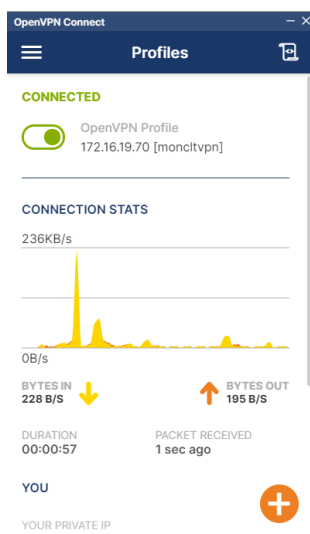 OpenVPN Connect
Profiles
CONNECTED
OpenVPN Profile
172.16.19.70 [moncltvpn]
CONNECTION STATS
236KB/s
0B/s
BYTES IN
228 B/S
BYTES OUT
195 B/S
DURATION
00:00:57
PACKET RECEIVED
1 sec ago
YOU
YOUR PRIVATE IP